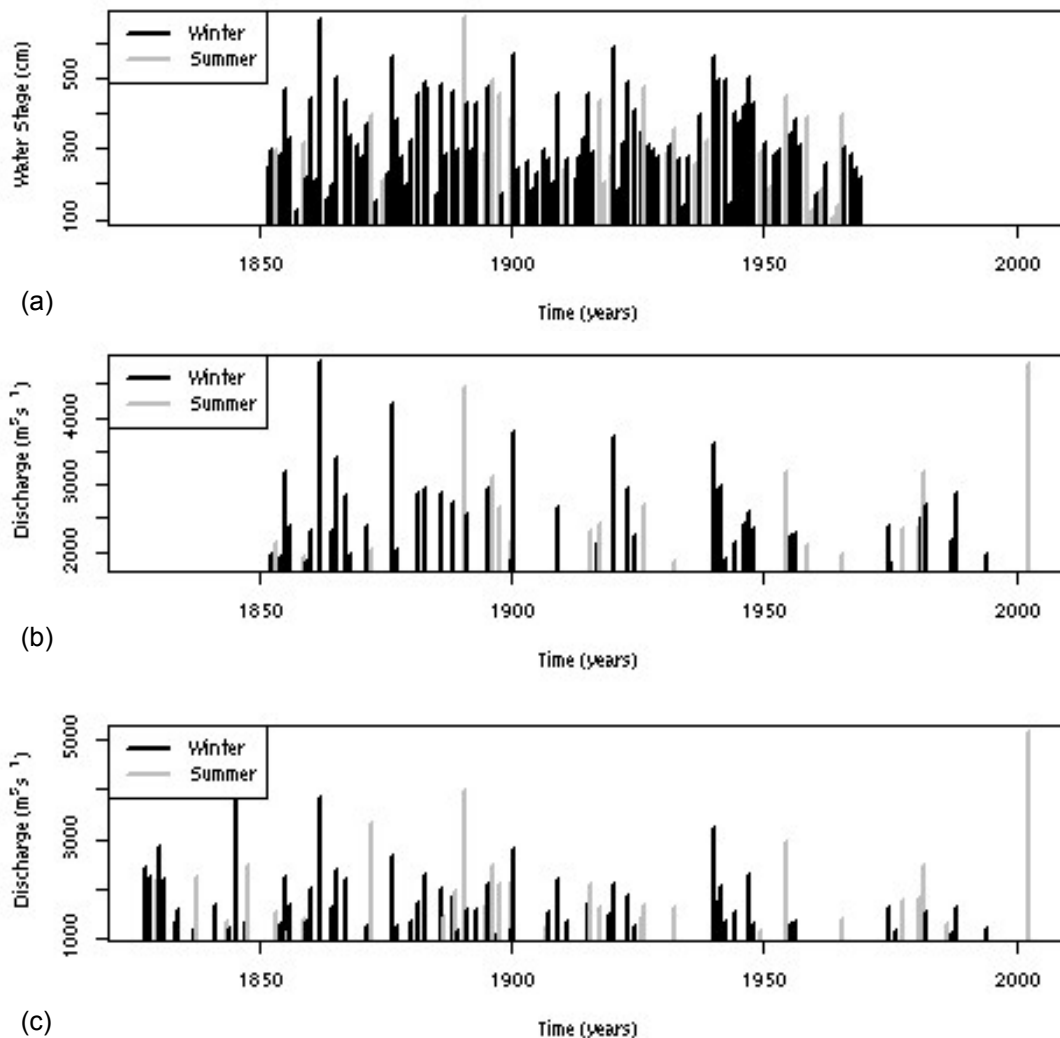 Water Stage (cm)
500
300
100
Winter
Summer
1850
1900
1950
2000
Time (years)
(a)
Discharge (m³s⁻¹)
4000
3000
2000
Winter
Summer
1850
1900
1950
2000
Time (years)
(b)
Discharge (m³s⁻¹)
5000
3000
1000
Winter
Summer
1850
1900
1950
2000
Time (years)
(c)